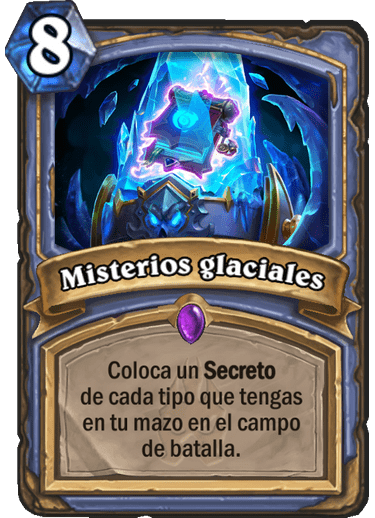 8
Misterios glaciales
Coloca un Secreto
de cada tipo que tengas
en tu mazo en el campo
de batalla.